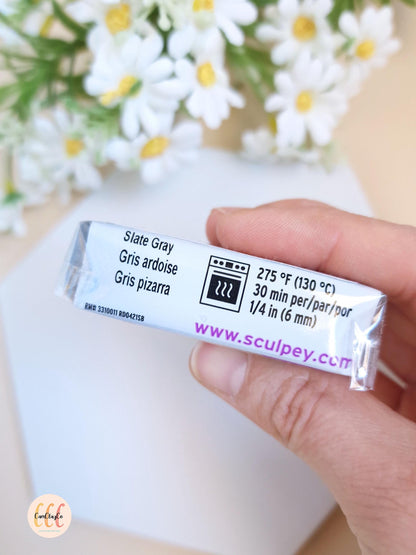 Slate Gray
Gris ardoise
Gris pizarra
275 °F (130 °C)
30 min per/par/por
1/4 in (6 mm)
www.sculpey.com